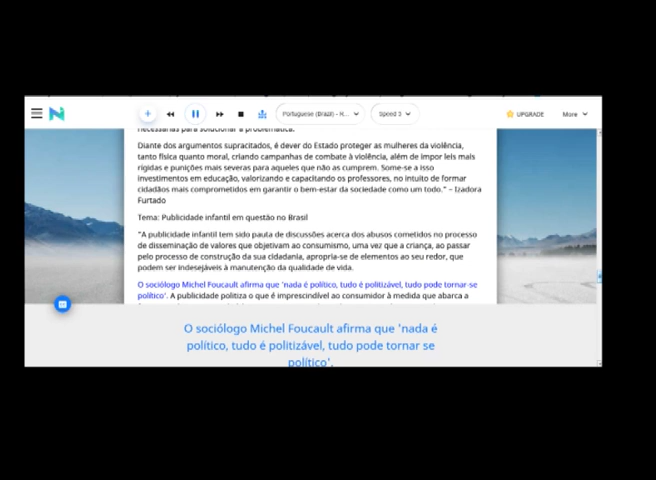 Portuguese (Brazil) - R...
Speed 3
UPGRADE
More
necessárias para solucionar a problemática.
Diante dos argumentos supracitados, é dever do Estado proteger as mulheres da violência,
tanto física quanto moral, criando campanhas de combate à violência, além de impor leis mais
rígidas e punições mais severas para aqueles que não as cumprem. Some-se a isso
investimentos em educação, valorizando e capacitando os professores, no intuito de formar
cidadãos mais comprometidos em garantir o bem-estar da sociedade como um todo." – Izadora
Furtado
Tema: Publicidade infantil em questão no Brasil
"A publicidade infantil tem sido pauta de discussões acerca dos abusos cometidos no processo
de disseminação de valores que objetivam ao consumismo, uma vez que a criança, ao passar
pelo processo de construção da sua cidadania, apropria-se de elementos ao seu redor, que
podem ser indesejáveis à manutenção da qualidade de vida.
O sociólogo Michel Foucault afirma que 'nada é político, tudo é politizável, tudo pode tornar-se
político'. A publicidade politiza o que é imprescindível ao consumidor à medida que abarca a
O sociólogo Michel Foucault afirma que 'nada é
político, tudo é politizável, tudo pode tornar se
político'.